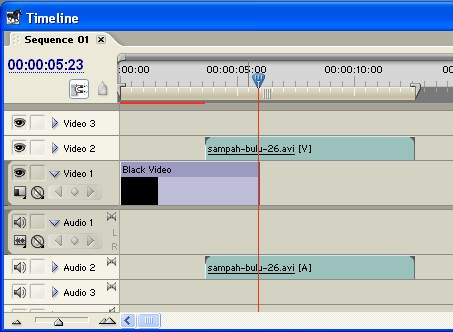 Timeline
Sequence 01
00:00:05:23
:00:00 00:00:05:00 00:00:10:00
Video 3
Video 2 sampah-bulu-26.avi [V]
Video 1 Black Video
Audio 1
L
R
Audio 2 sampah-bulu-26.avi [A]
Audio 3